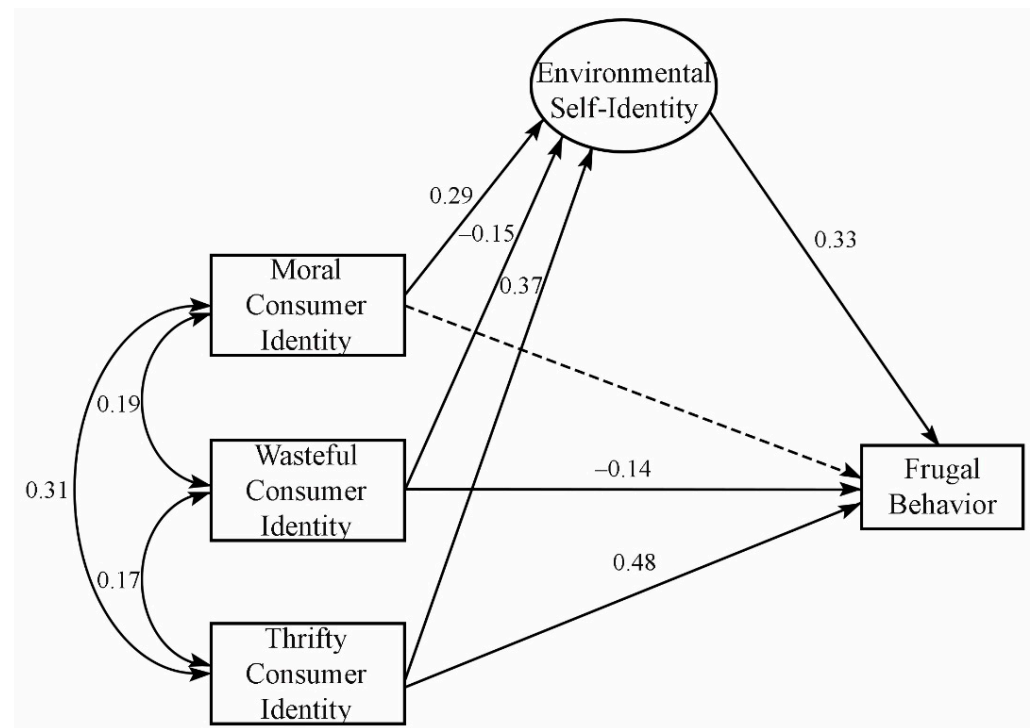 Environmental
Self-Identity
0.29
–0.15
0.33
0.37
Moral
Consumer
Identity
0.19
Wasteful
Consumer
Identity
–0.14
Frugal
Behavior
0.31
0.17
0.48
Thrifty
Consumer
Identity